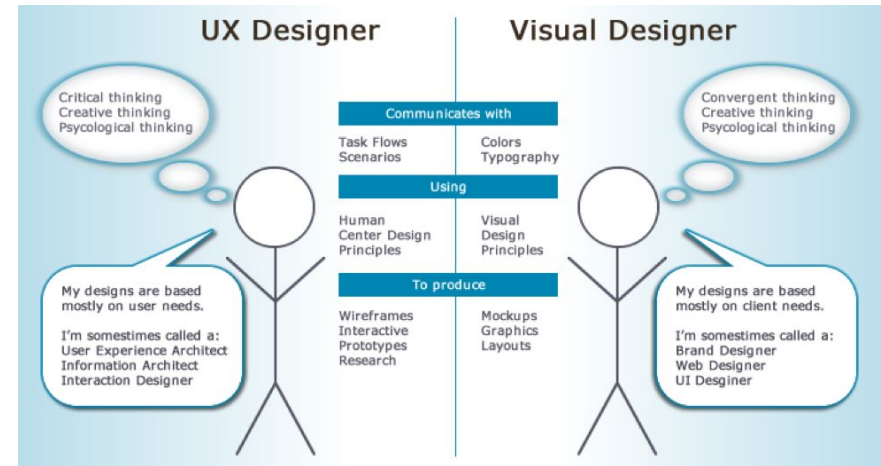 UX Designer
Visual Designer
Critical thinking
Creative thinking
Psycological thinking
Convergent thinking
Creative thinking
Psycological thinking
Communicates with
Task Flows
Scenarios
Colors
Typography
Using
Human
Center Design
Principles
Visual
Design
Principles
To produce
Wireframes
Interactive
Prototypes
Research
Mockups
Graphics
Layouts
My designs are based
mostly on user needs.
I'm somestimes called a:
User Experience Architect
Information Architect
Interaction Designer
My designs are based
mostly on client needs.
I'm somestimes called a:
Brand Designer
Web Designer
UI Desginer